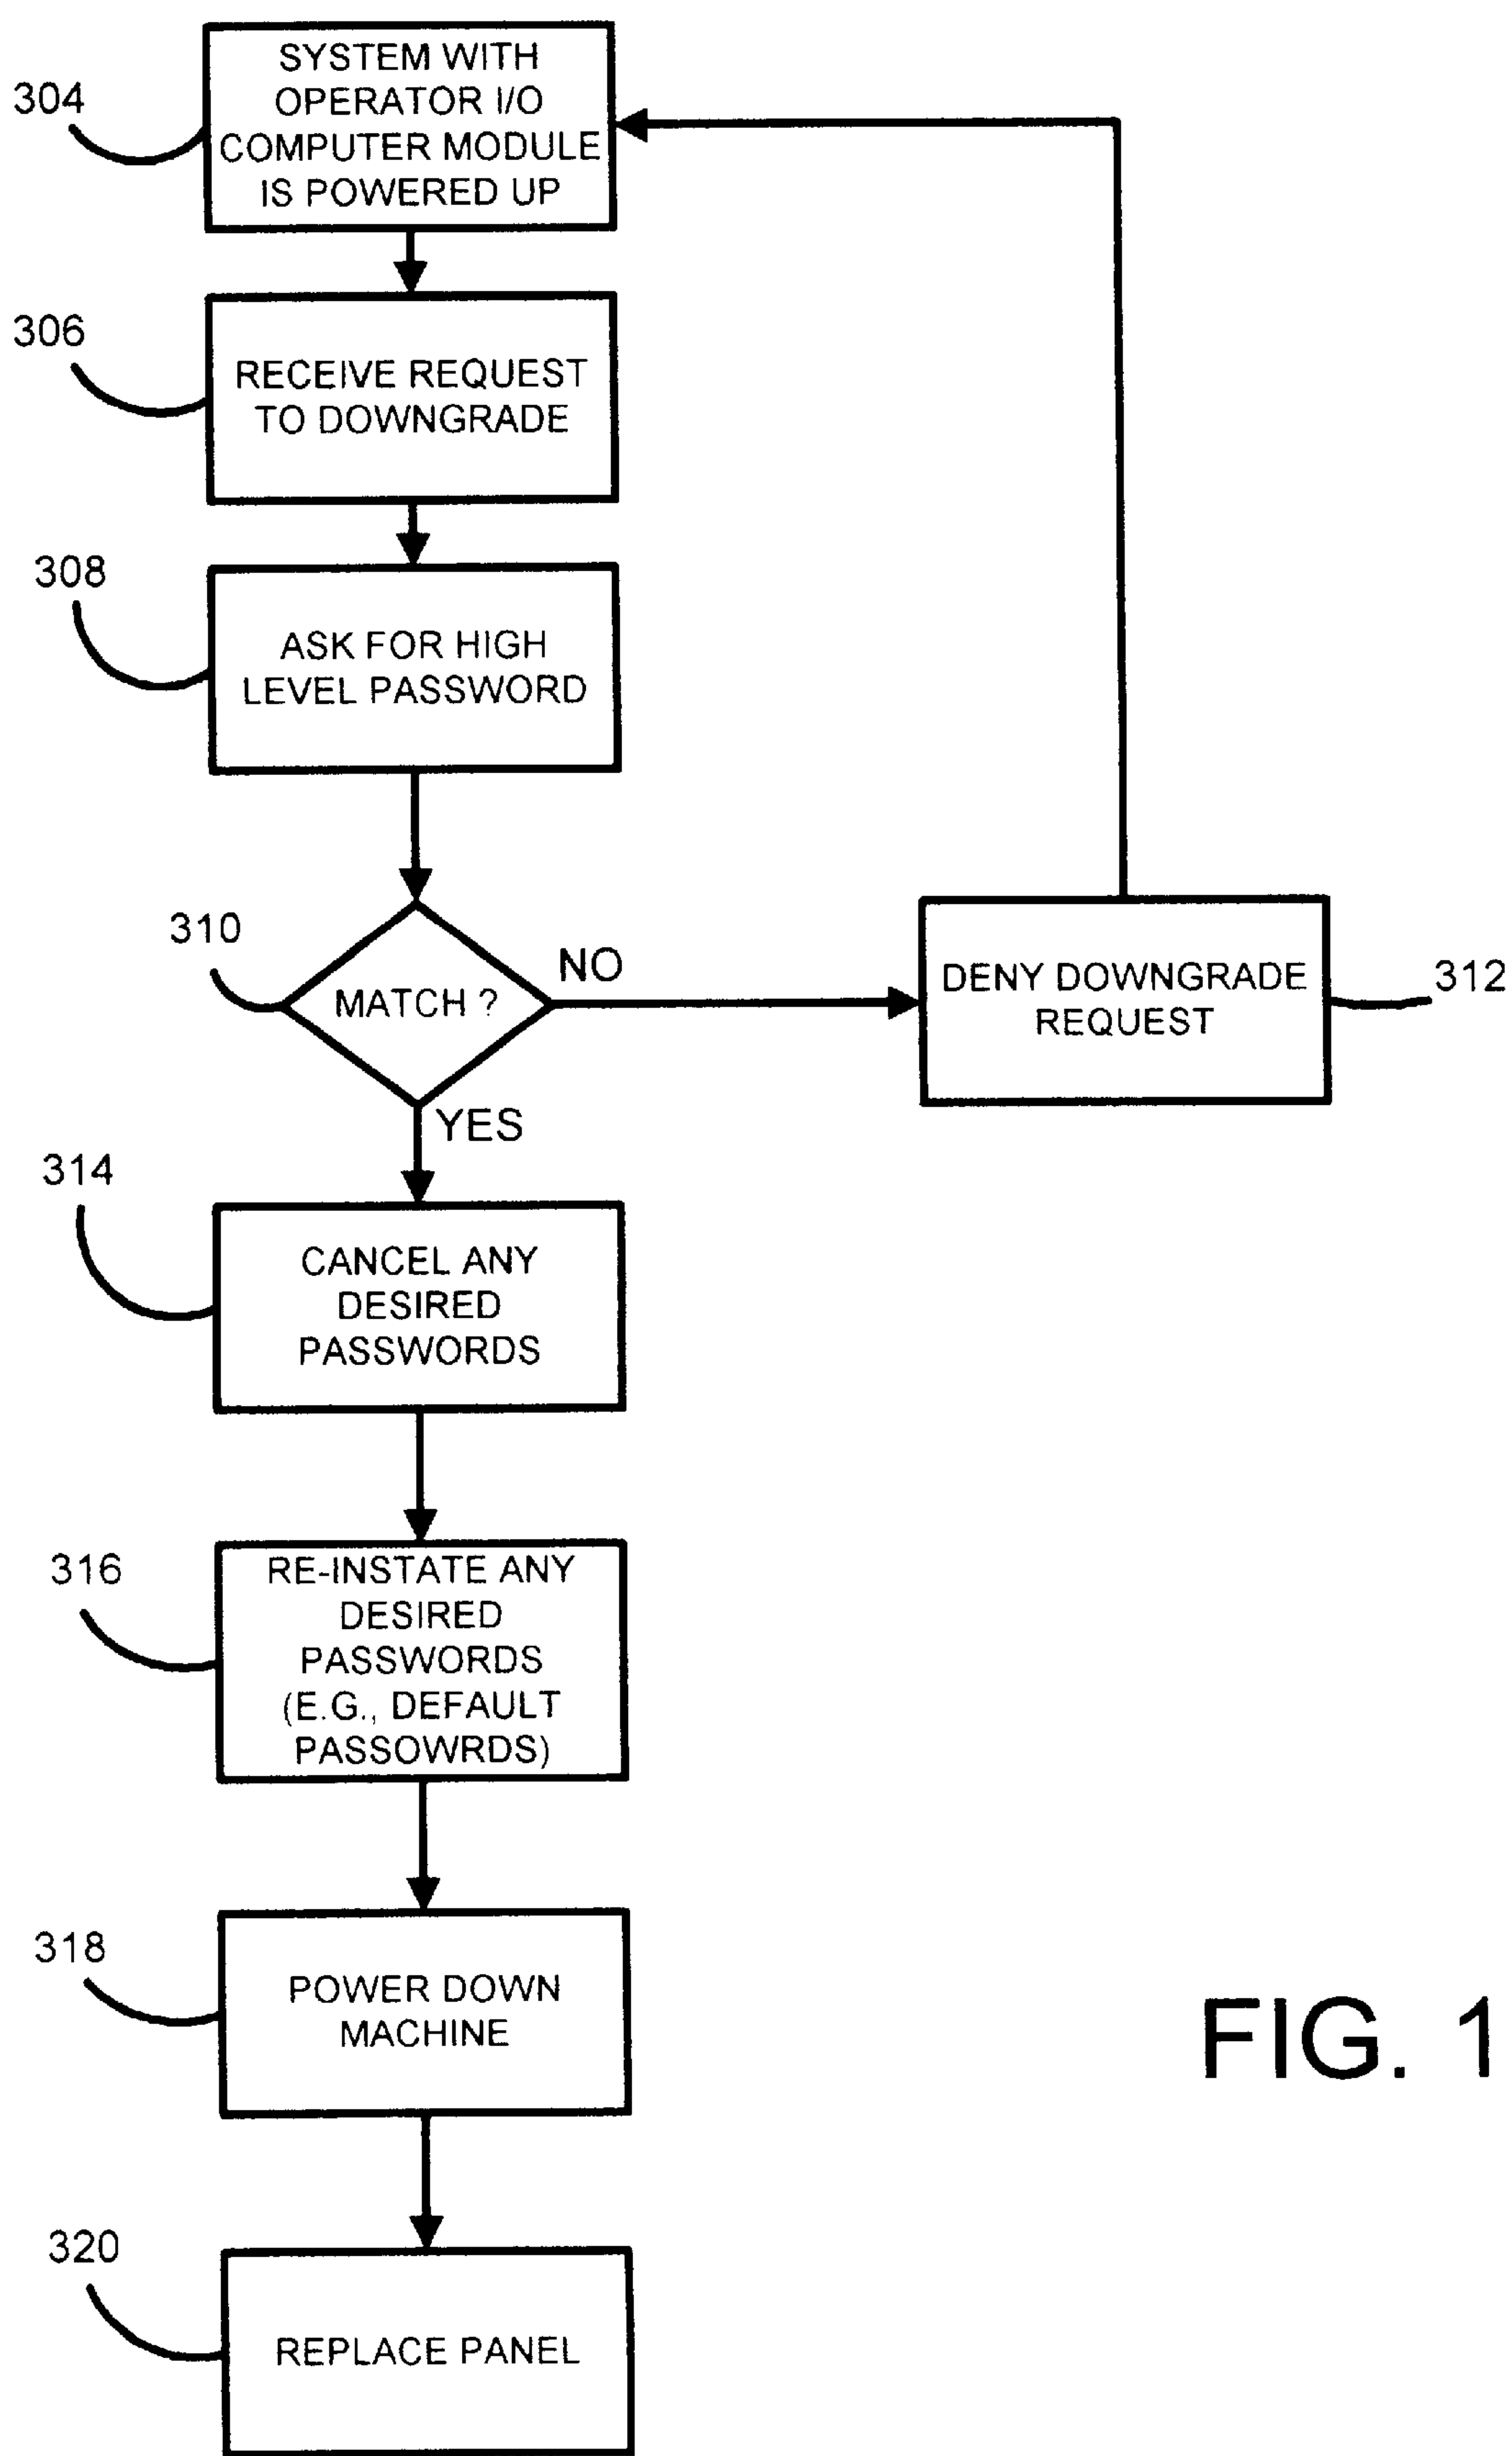 304
SYSTEM WITH
OPERATOR I/O
COMPUTER MODULE
IS POWERED UP
306
RECEIVE REQUEST
TO DOWNGRADE
308
ASK FOR HIGH
LEVEL PASSWORD
310
MATCH ?
NO
DENY DOWNGRADE
REQUEST
312
YES
314
CANCEL ANY
DESIRED
PASSWORDS
316
RE-INSTATE ANY
DESIRED
PASSWORDS
(E.G., DEFAULT
PASSOWRDS)
318
POWER DOWN
MACHINE
FIG. 1
320
REPLACE PANEL